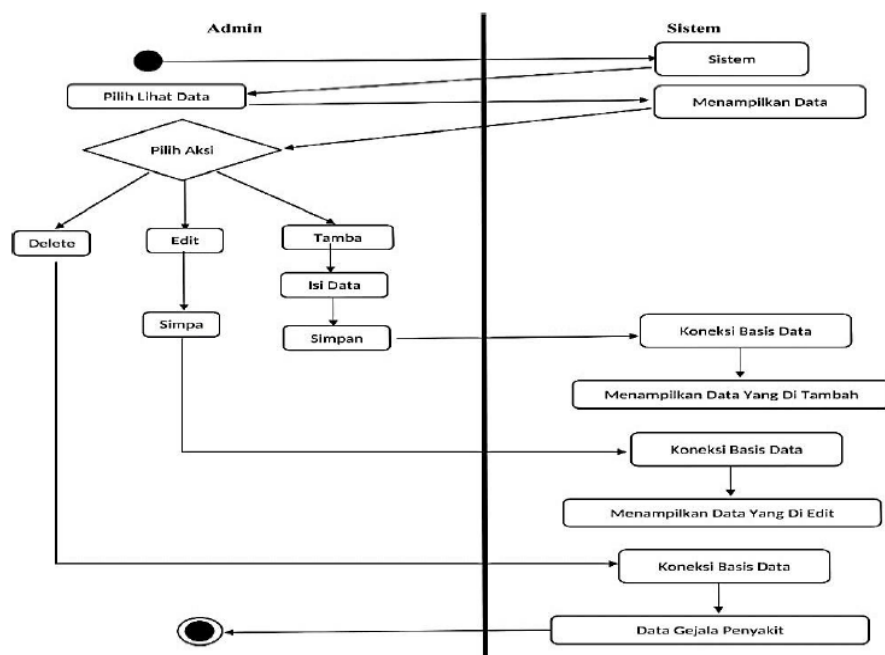 Admin
Sistem
Sistem
Pilih Lihat Data
Menampilkan Data
Pilih Aksi
Delete
Edit
Tamba
Isi Data
Simpa
Simpan
Koneksi Basis Data
Menampilkan Data Yang Di Tambah
Koneksi Basis Data
Menampilkan Data Yang Di Edit
Koneksi Basis Data
Data Gejala Penyakit